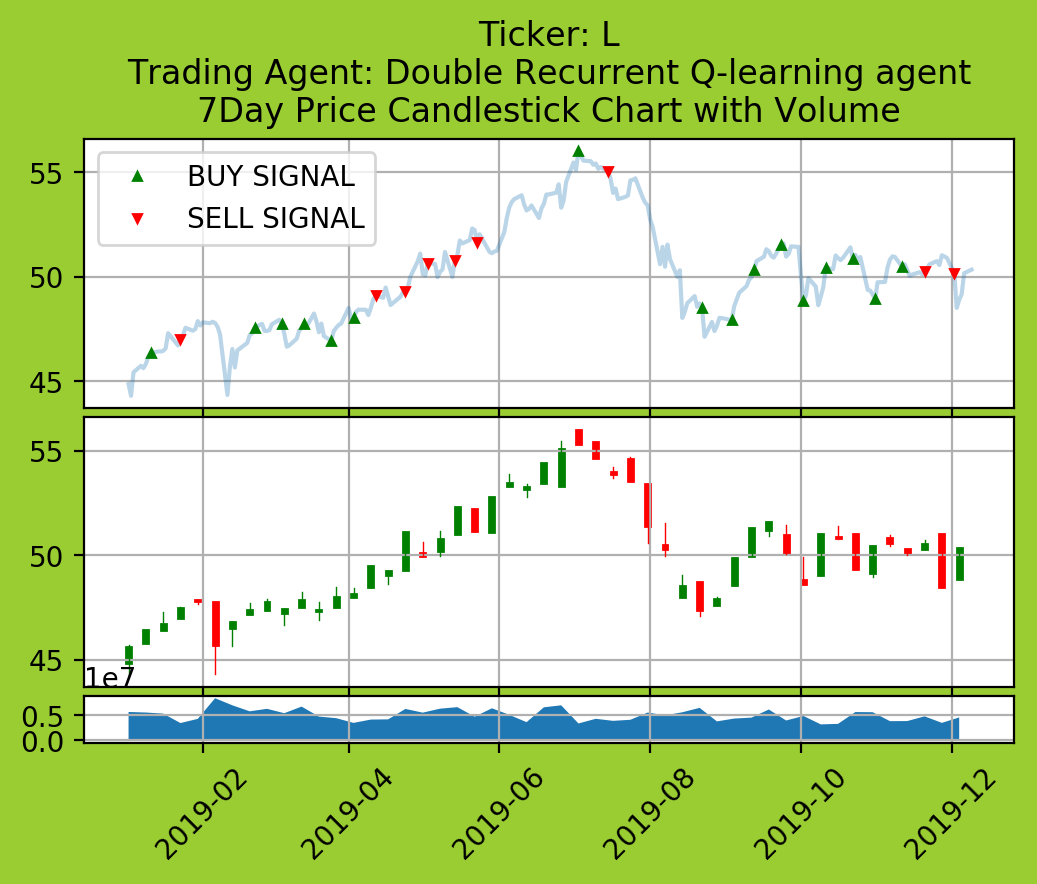 Ticker: L
Trading Agent: Double Recurrent Q-learning agent
7Day Price Candlestick Chart with Volume
BUY SIGNAL
SELL SIGNAL
55
50
45
55
50
45
1e7
0.5
0.0
2019-02
2019-04
2019-06
2019-08
2019-10
2019-12